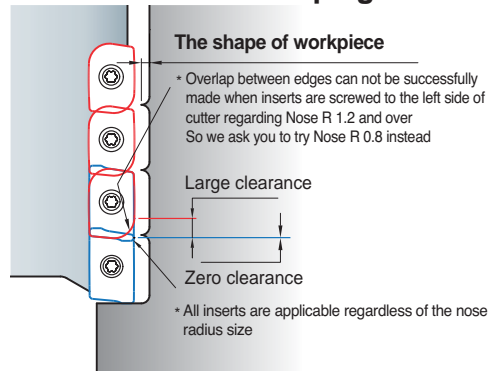 The shape of workpiece
* Overlap between edges can not be successfully
made when inserts are screwed to the left side of
cutter regarding Nose R 1.2 and over
So we ask you to try Nose R 0.8 instead
Large clearance
Zero clearance
* All inserts are applicable regardless of the nose
radius size